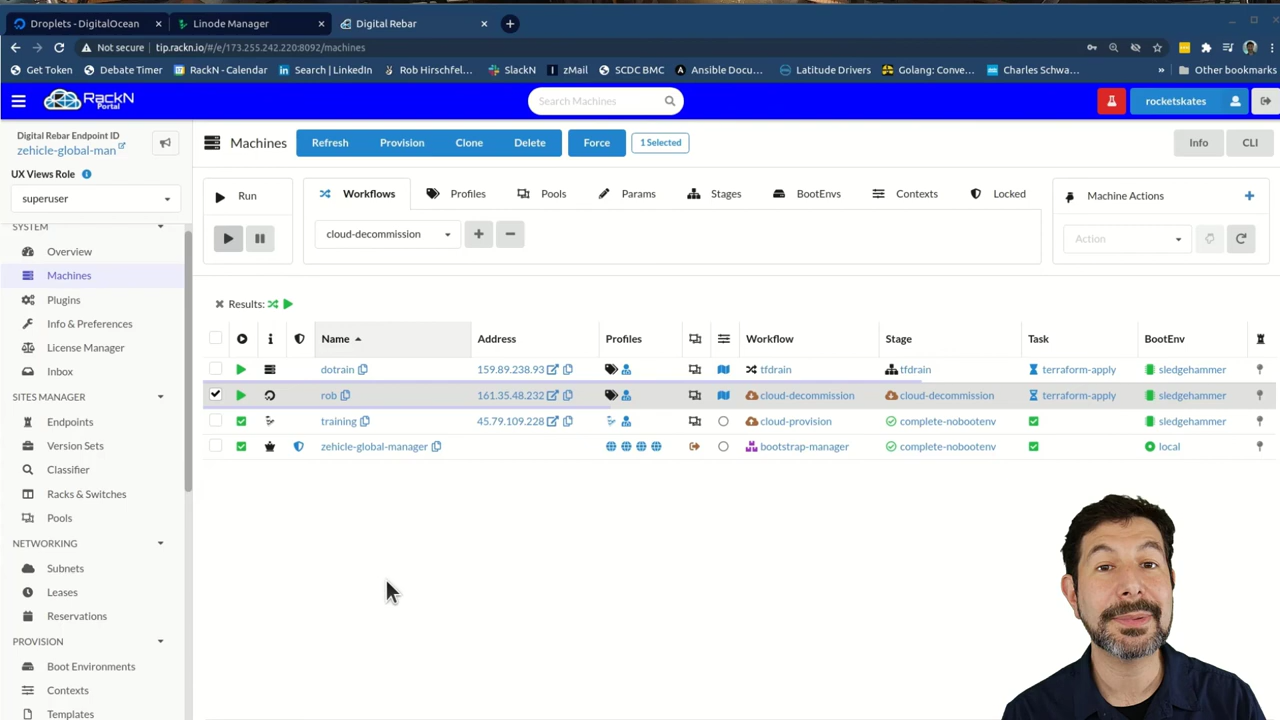 Droplets - DigitalOcean
Linode Manager
Digital Rebar
Not secure
tip.rackn.io/#/e/173.255.242.220:8092/machines
Get Token
Debate Timer
RackN - Calendar
Search | LinkedIn
Rob Hirschfel...
SlackN
zMail
SCDC BMC
Ansible Docu...
Latitude Drivers
Golang: Conve...
Charles Schwa...
»
Other bookmarks
RackN
Portal
Search Machines
rocketskates
Digital Rebar Endpoint ID
zehicle-global-man
UX Views Role
superuser
SYSTEM
Overview
Machines
Plugins
Info & Preferences
License Manager
Inbox
SITES MANAGER
Endpoints
Version Sets
Classifier
Racks & Switches
Pools
NETWORKING
Subnets
Leases
Reservations
PROVISION
Boot Environments
Contexts
Templates
Machines
Refresh
Provision
Clone
Delete
Force
1 Selected
Info
CLI
Run
Workflows
Profiles
Pools
Params
Stages
BootEnvs
Contexts
Locked
cloud-decommission
Machine Actions
Action
Results:
Name Address Profiles Workflow Stage Task BootEnv
dotrain 159.89.238.93 tfdrain tfdrain terraform-apply sledgehammer
rob 161.35.48.232 cloud-decommission cloud-decommission terraform-apply sledgehammer
training 45.79.109.228 cloud-provision complete-nobootenv sledgehammer
zehicle-global-manager bootstrap-manager complete-nobootenv local